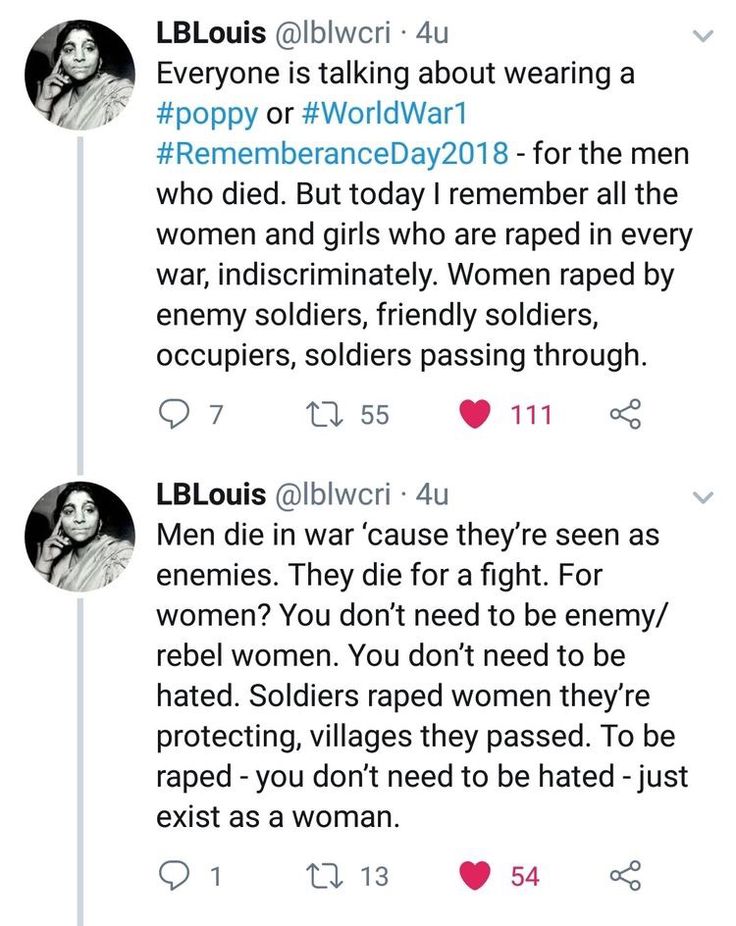 LBLouis @lblwcri · 4u
Everyone is talking about wearing a
#poppy or #WorldWar1
#RememberanceDay2018 - for the men
who died. But today I remember all the
women and girls who are raped in every
war, indiscriminately. Women raped by
enemy soldiers, friendly soldiers,
occupiers, soldiers passing through.
7 55 111
LBLouis @lblwcri · 4u
Men die in war ‘cause they’re seen as
enemies. They die for a fight. For
women? You don’t need to be enemy/
rebel women. You don’t need to be
hated. Soldiers raped women they’re
protecting, villages they passed. To be
raped - you don’t need to be hated - just
exist as a woman.
1 13 54